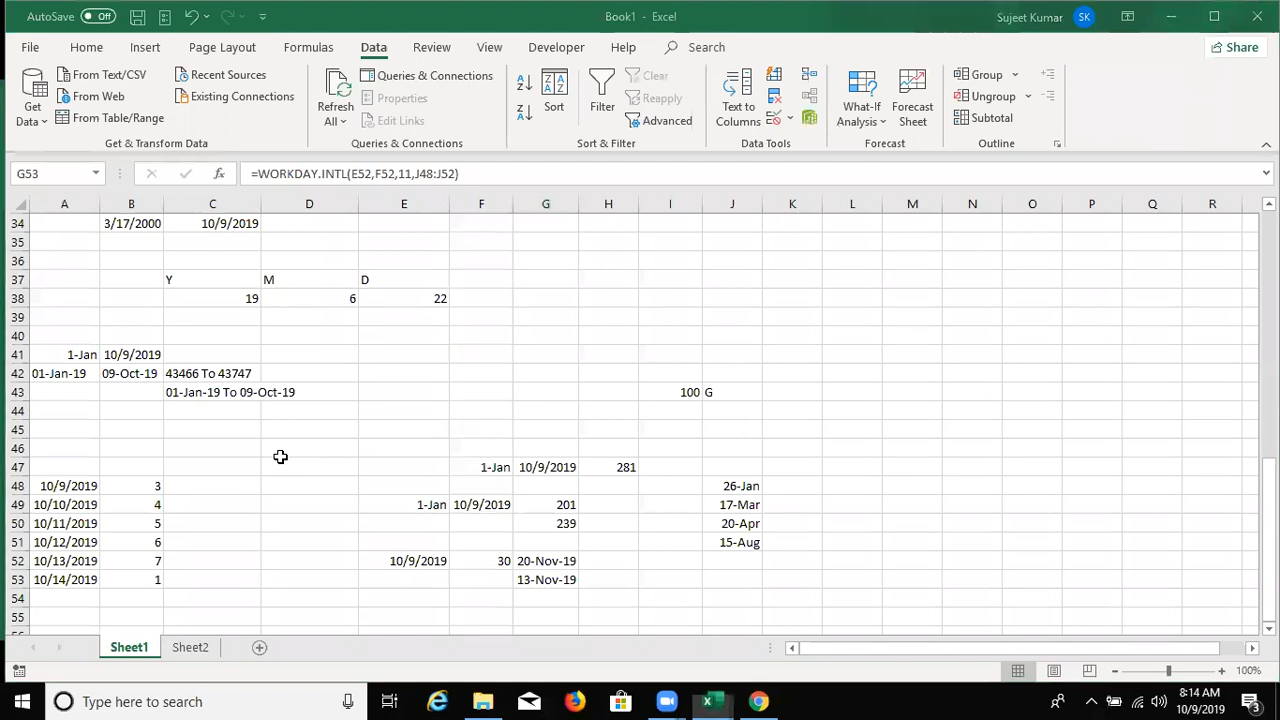 AutoSave Off Book1 - Excel Sujeet Kumar SK
File Home Insert Page Layout Formulas Data Review View Developer Help Search Share
Get Data From Text/CSV From Web From Table/Range Recent Sources Existing Connections
Refresh All Queries & Connections Properties Edit Links
Sort Filter Clear Reapply Advanced
Text to Columns What-If Analysis Forecast Sheet
Group Ungroup Subtotal
Get & Transform Data Queries & Connections Sort & Filter Data Tools Forecast Outline
G53 fx =WORKDAY.INTL(E52,F52,11,J48:J52)
A B C D E F G H I J K L M N O P Q R
34 3/17/2000 10/9/2019
35
36
37 Y M D
38 19 6 22
39
40
41 1-Jan 10/9/2019
42 01-Jan-19 09-Oct-19 43466 To 43747
43 01-Jan-19 To 09-Oct-19 100 G
44
45
46
47 1-Jan 10/9/2019 281
48 10/9/2019 3 26-Jan
49 10/10/2019 4 1-Jan 10/9/2019 201 17-Mar
50 10/11/2019 5 239 20-Apr
51 10/12/2019 6 15-Aug
52 10/13/2019 7 10/9/2019 30 20-Nov-19
53 10/14/2019 1 13-Nov-19
54
55
Sheet1 Sheet2
100%
Type here to search 8:14 AM
10/9/2019 3